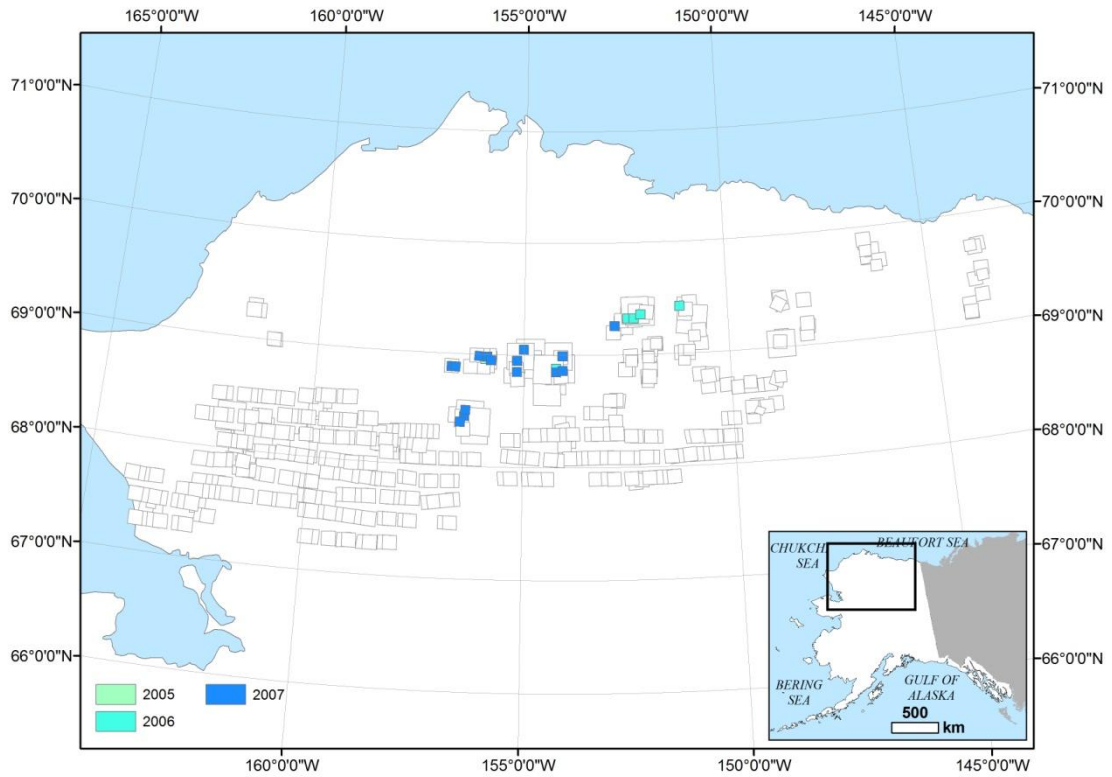 165°0'0"W 160°0'0"W 155°0'0"W 150°0'0"W 145°0'0"W
71°0'0"N 71°0'0"N
70°0'0"N 70°0'0"N
69°0'0"N 69°0'0"N
68°0'0"N 68°0'0"N
67°0'0"N 67°0'0"N
66°0'0"N 66°0'0"N
2005 2007
2006
CHUKCH BEAUFORT SEA
SEA
BERING
SEA
GULF OF
ALASKA
500
km
160°0'0"W 155°0'0"W 150°0'0"W 145°0'0"W